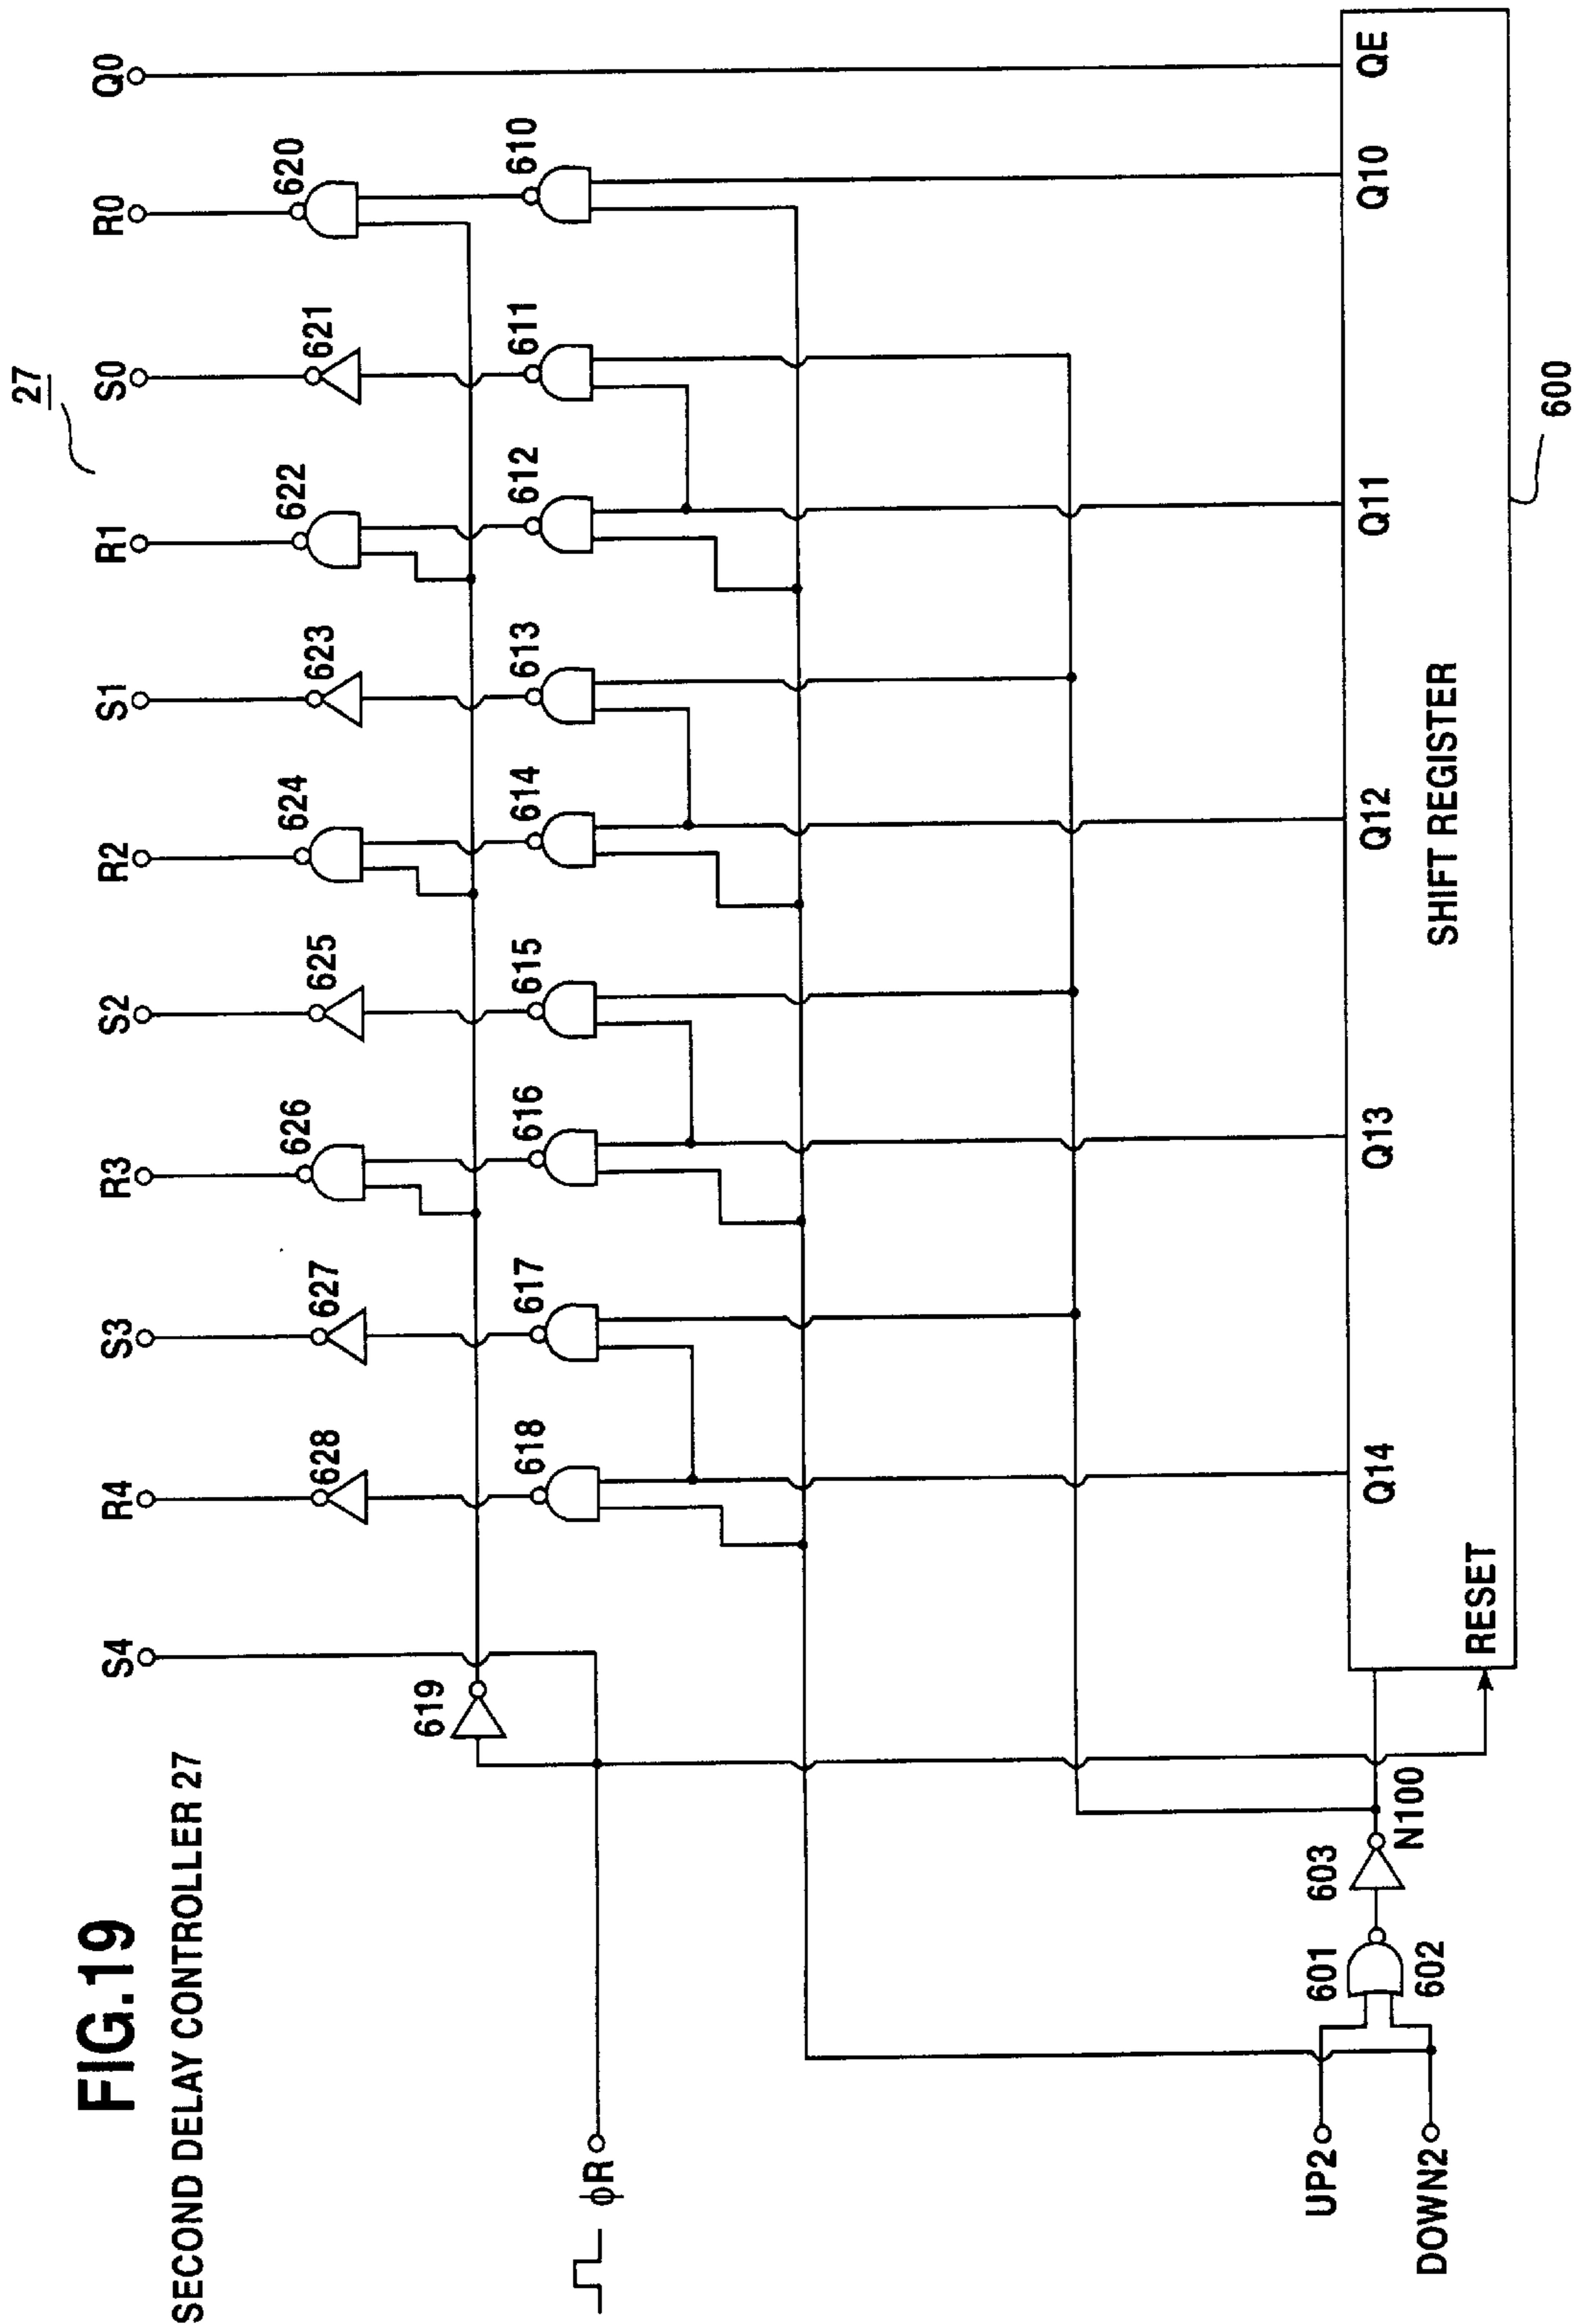 FIG.19
SECOND DELAY CONTROLLER 27
27
S4 R4 S3 R3 S2 R2 S1 R1 S0 R0 Q0
628 627 626 625 624 623 622 621 620
619
618 617 616 615 614 613 612 611 610
ϕR
UP2
DOWN2
601
602
603
N100
RESET
Q14 Q13 Q12 Q11 Q10 QE
SHIFT REGISTER
600